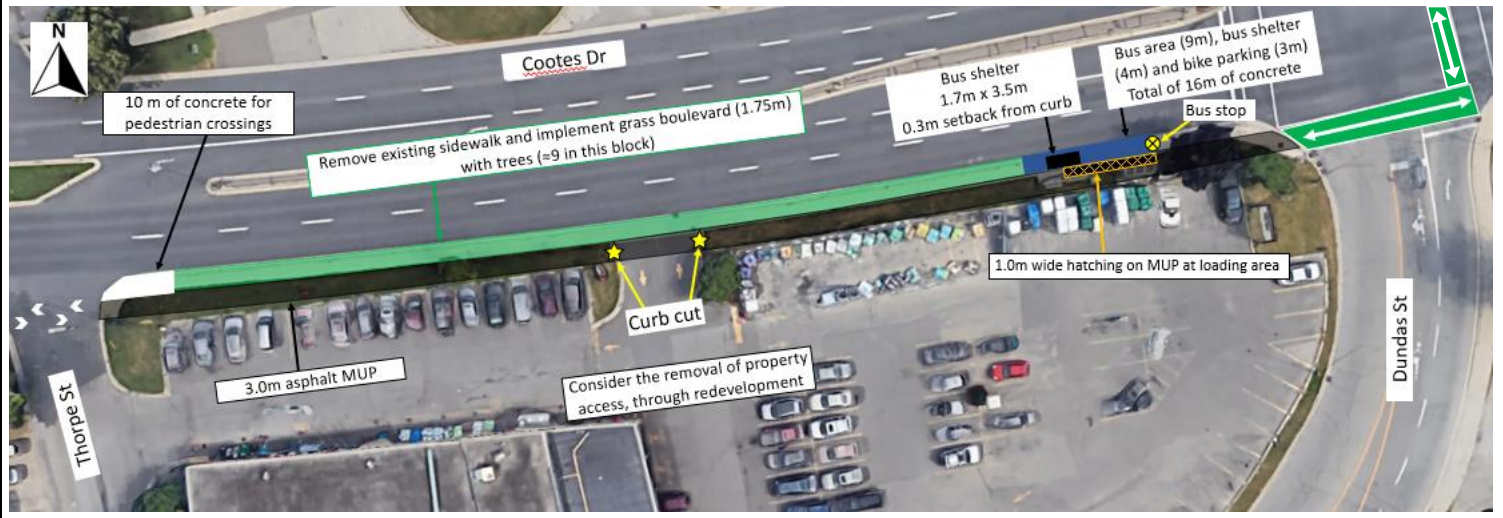 N
Cootes Dr
10 m of concrete for
pedestrian crossings
Remove existing sidewalk and implement grass boulevard (1.75m)
with trees (≈9 in this block)
Bus shelter
1.7m x 3.5m
0.3m setback from curb
Bus area (9m), bus shelter
(4m) and bike parking (3m)
Total of 16m of concrete
Bus stop
1.0m wide hatching on MUP at loading area
Curb cut
3.0m asphalt MUP
Consider the removal of property
access, through redevelopment
Thorpe St
Dundas St